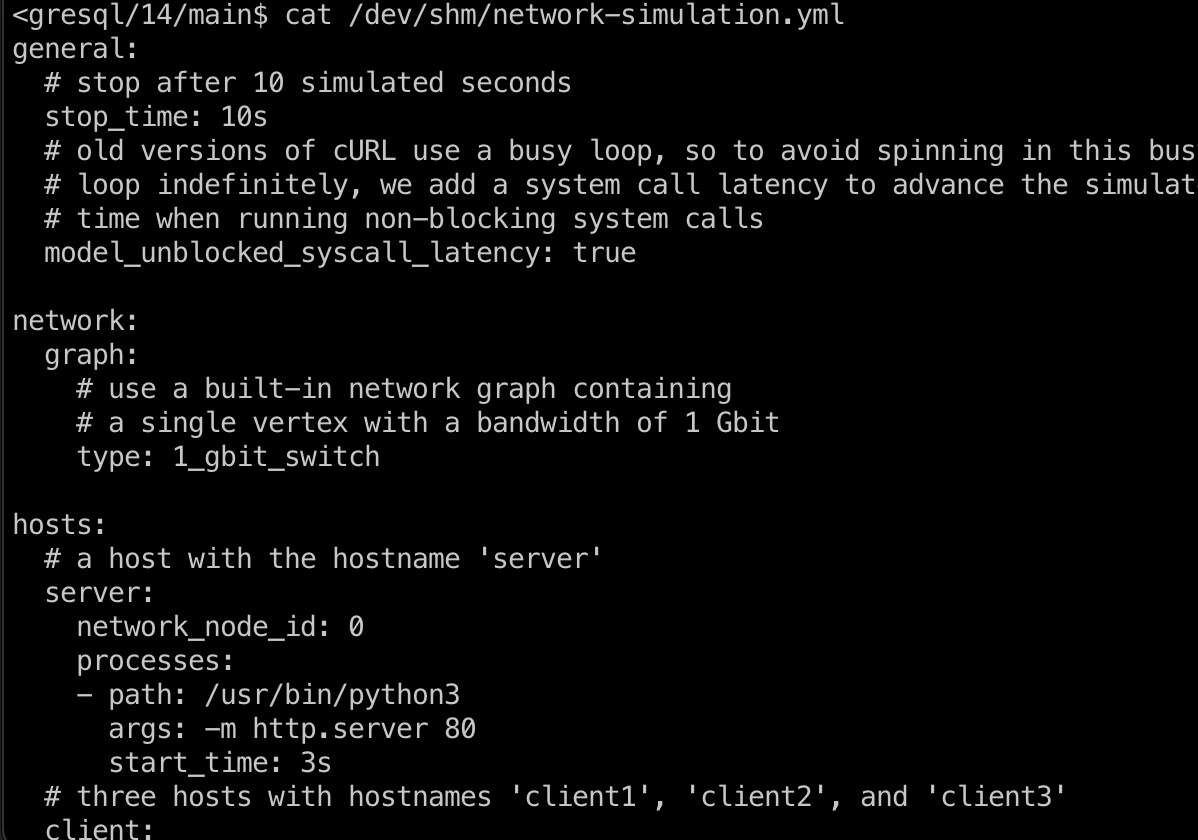 <gresql/14/main$ cat /dev/shm/network-simulation.yml
general:
  # stop after 10 simulated seconds
  stop_time: 10s
  # old versions of cURL use a busy loop, so to avoid spinning in this bus
  # loop indefinitely, we add a system call latency to advance the simulat
  # time when running non-blocking system calls
  model_unblocked_syscall_latency: true

network:
  graph:
    # use a built-in network graph containing
    # a single vertex with a bandwidth of 1 Gbit
    type: 1_gbit_switch

hosts:
  # a host with the hostname 'server'
  server:
    network_node_id: 0
    processes:
    - path: /usr/bin/python3
      args: -m http.server 80
      start_time: 3s
  # three hosts with hostnames 'client1', 'client2', and 'client3'
  client: